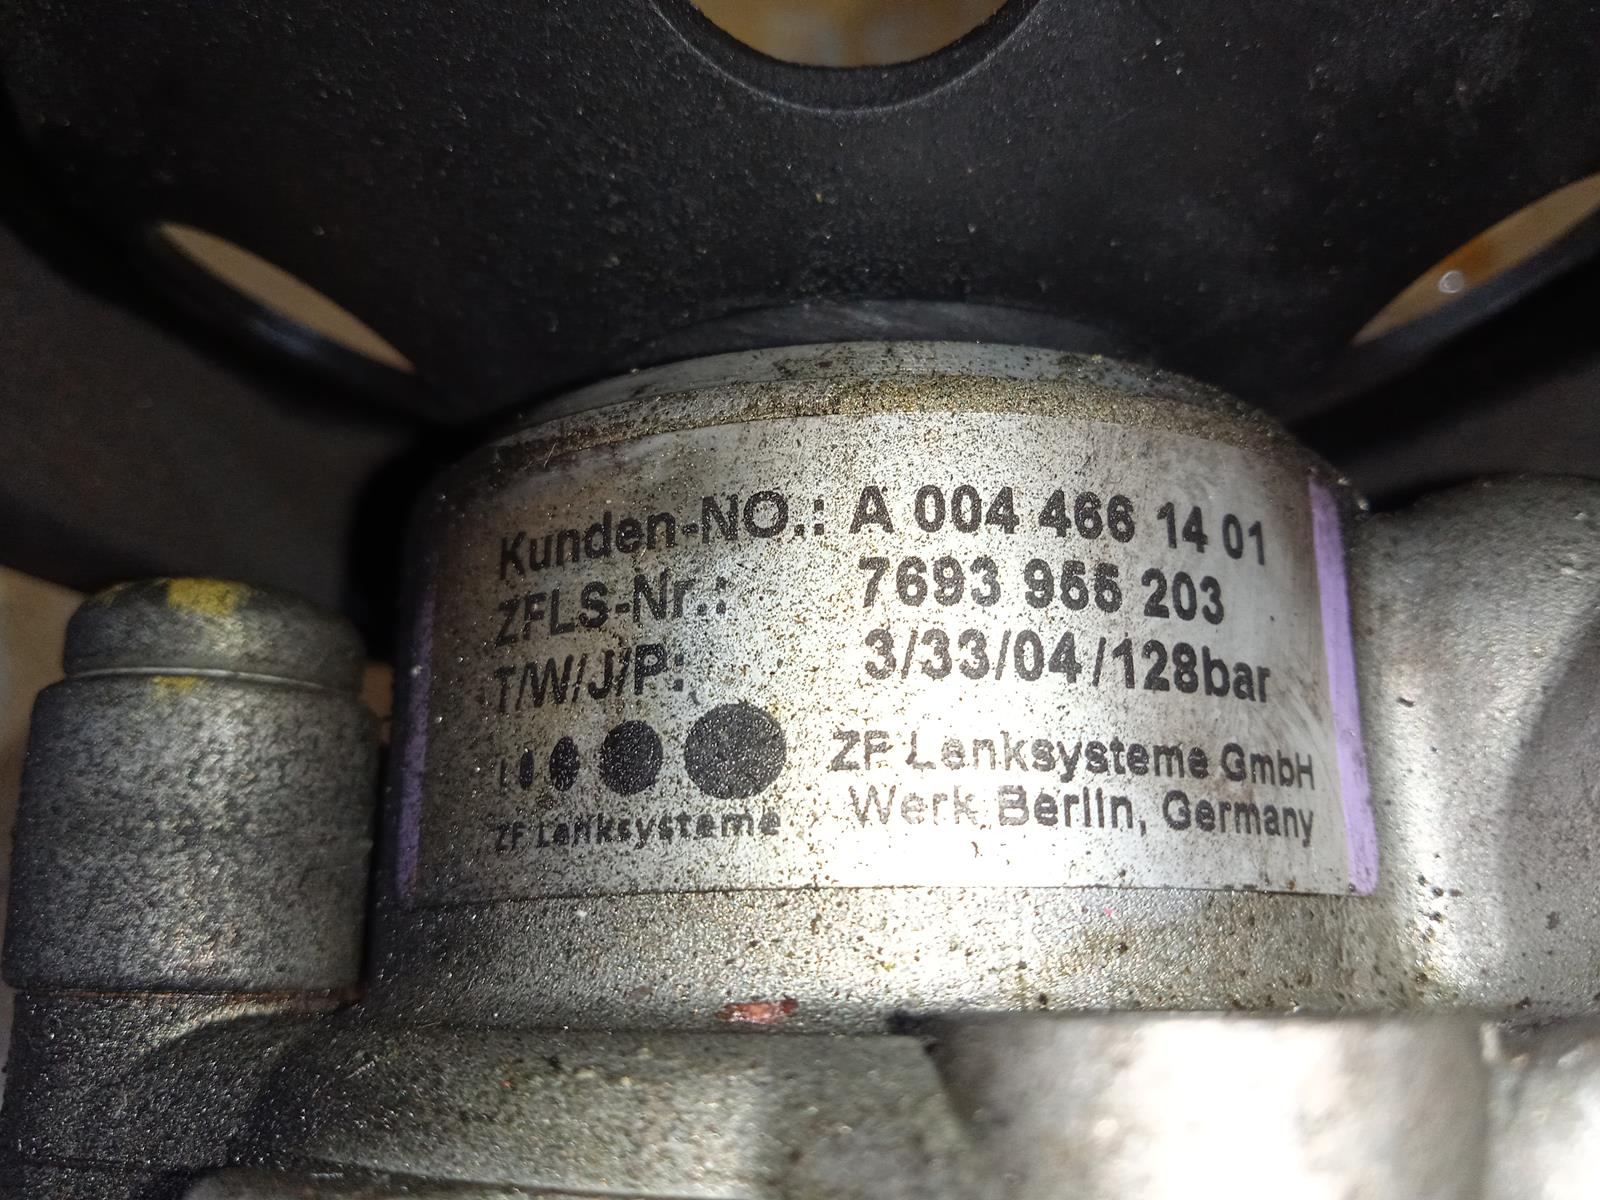 Kunden-NO.: A 004 466 14 01
ZFLS-Nr.: 7693 955 203
T/W/J/P: 3/33/04/128bar
ZF Lenksysteme GmbH
Werk Berlin, Germany
ZF Lenksysteme